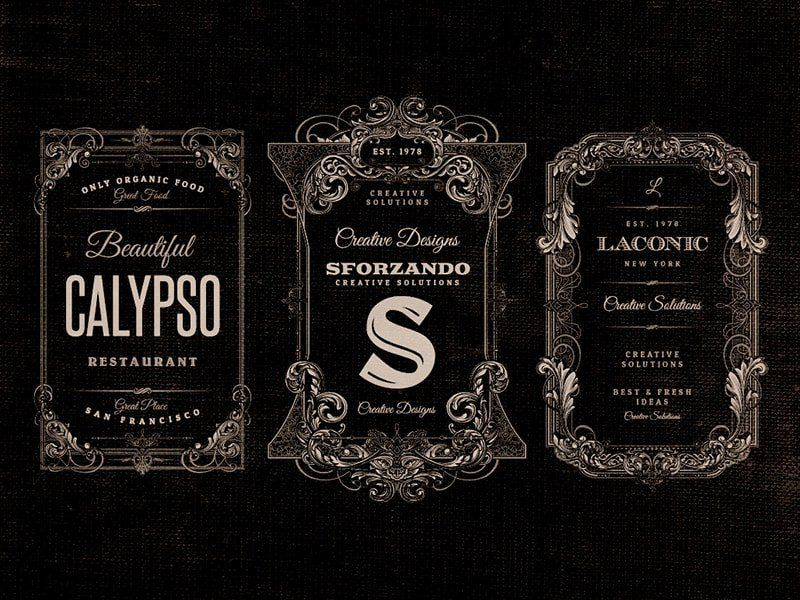 ONLY ORGANIC FOOD
Great Food
Beautiful
CALYPSO
RESTAURANT
Great Place
SAN FRANCISCO
EST. 1978
CREATIVE
SOLUTIONS
Creative Designs
SFORZANDO
CREATIVE SOLUTIONS
S
Creative Designs
L
EST. 1978
LACONIC
NEW YORK
Creative Solutions
CREATIVE
SOLUTIONS
BEST & FRESH
IDEAS
Creative Solutions